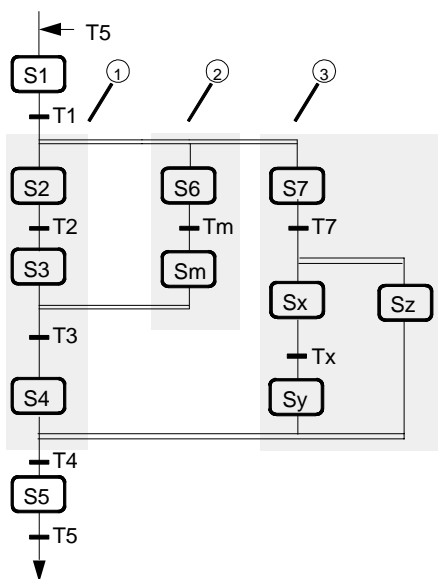 T5
S1
① ② ③
T1
S2 S6 S7
T2 Tm T7
S3 Sm Sx Sz
T3 Tx
S4 Sy
T4
S5
T5